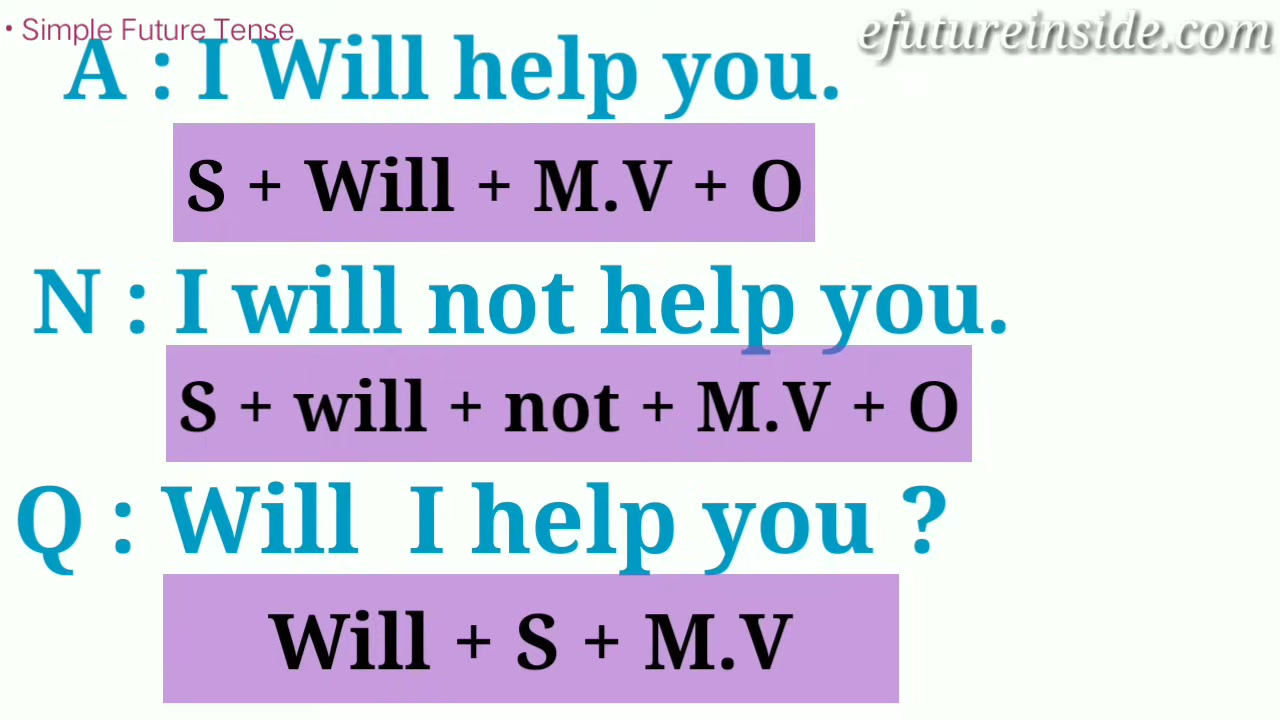 • Simple Future Tense
efutureinside.com
A : I Will help you.
S + Will + M.V + O
N : I will not help you.
S + will + not + M.V + O
Q : Will I help you ?
Will + S + M.V